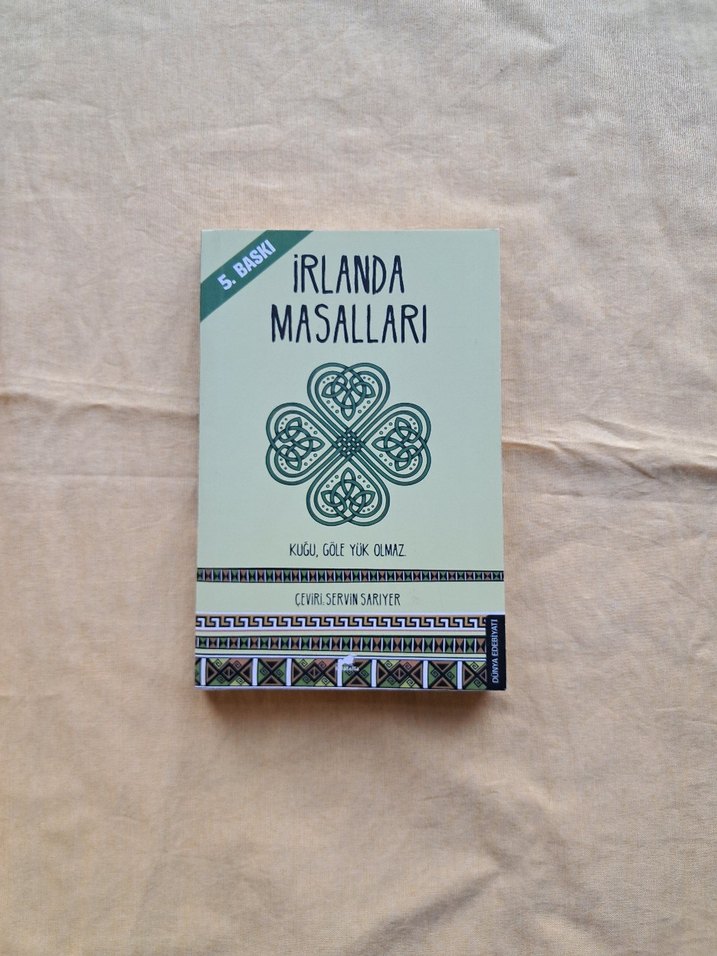 5. BASKI
İRLANDA
MASALLARI
KUĞU, GÖLE YÜK OLMAZ.
ÇEVİRİ: SERVİN SARIYER
DÜNYA EDEBİYATI